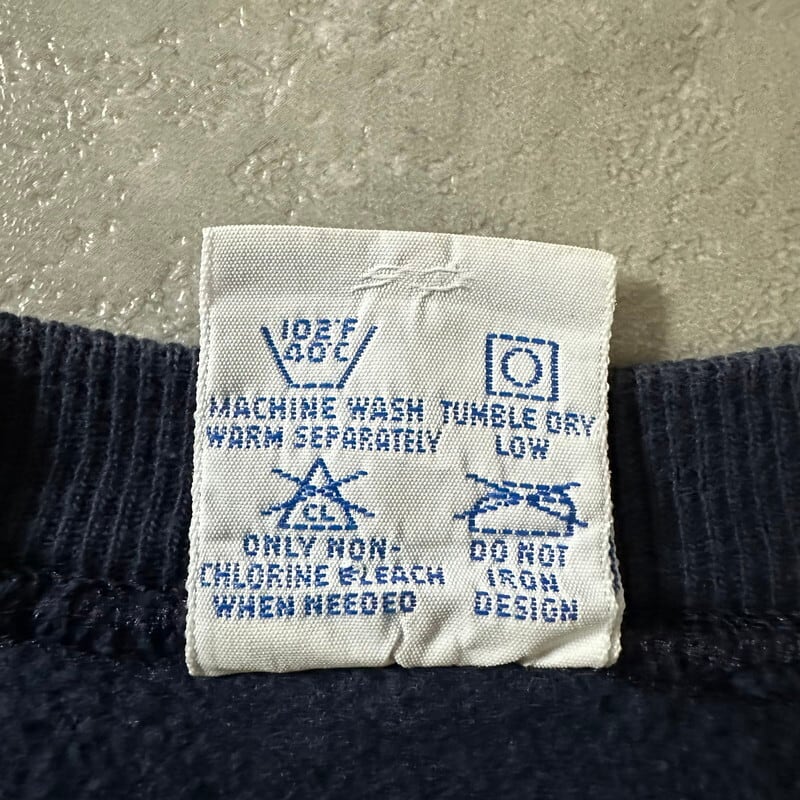 102°F
MACHINE WASH
WARM SEPARATELY
TUMBLE DRY
LOW
CL
ONLY NON-
CHLORINE BLEACH
WHEN NEEDED
DO NOT
IRON
DESIGN